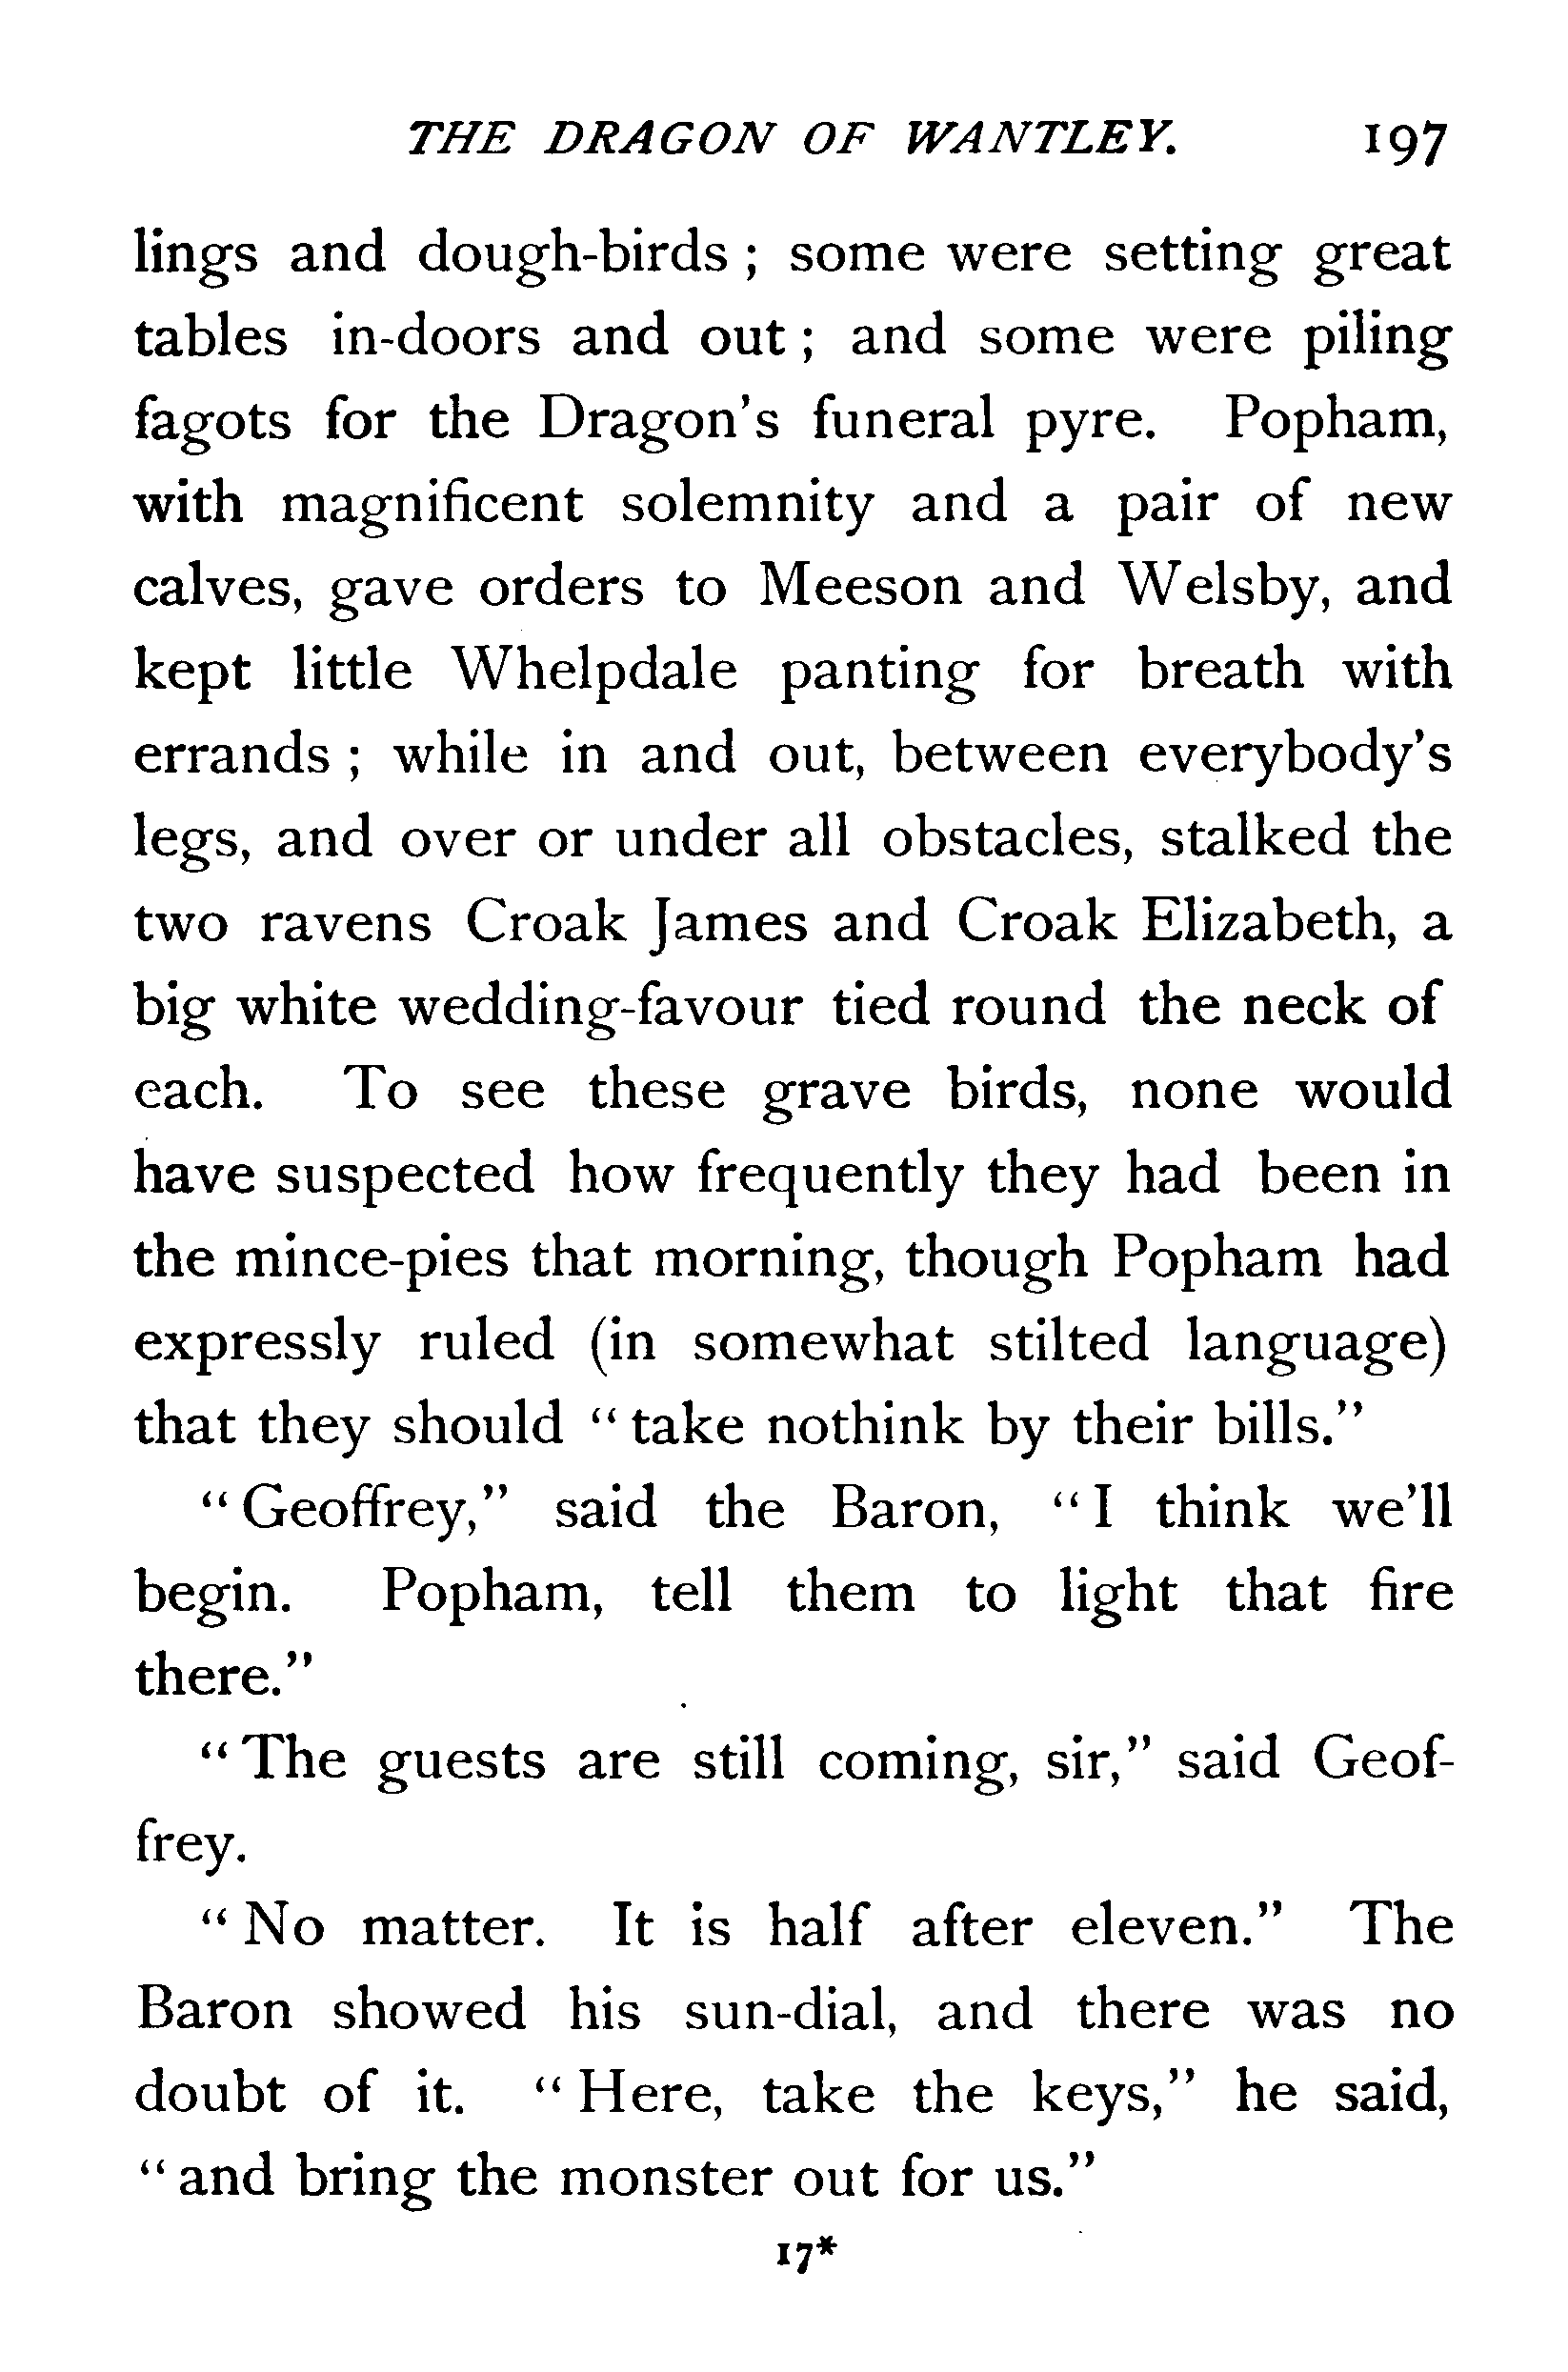 THE DRAGON OF WANTLEY. 197
lings and dough-birds ; some were setting great
tables in-doors and out ; and some were piling
fagots for the Dragon's funeral pyre. Popham,
with magnificent solemnity and a pair of new
calves, gave orders to Meeson and Welsby, and
kept little Whelpdale panting for breath with
errands ; while in and out, between everybody's
legs, and over or under all obstacles, stalked the
two ravens Croak James and Croak Elizabeth, a
big white wedding-favour tied round the neck of
each. To see these grave birds, none would
have suspected how frequently they had been in
the mince-pies that morning, though Popham had
expressly ruled (in somewhat stilted language)
that they should "take nothink by their bills."
"Geoffrey," said the Baron, "I think we'll
begin. Popham, tell them to light that fire
there."
"The guests are still coming, sir," said Geof-
frey.
"No matter. It is half after eleven." The
Baron showed his sun-dial, and there was no
doubt of it. "Here, take the keys," he said,
"and bring the monster out for us."
17*